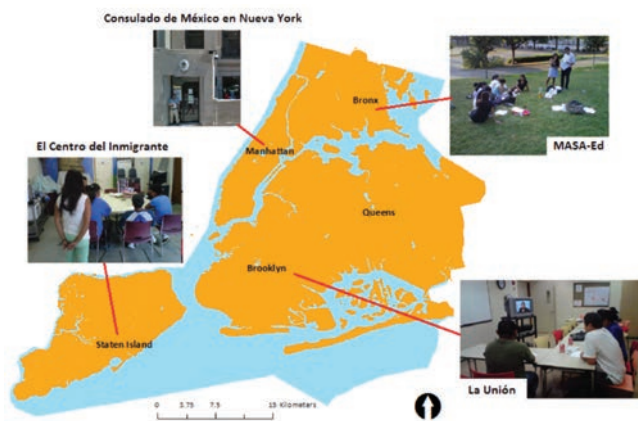 Consulado de México en Nueva York
Bronx
MASA-Ed
El Centro del Inmigrante
Manhattan
Queens
Brooklyn
Staten Island
La Unión
0 3.75 7.5 15 Kilometers